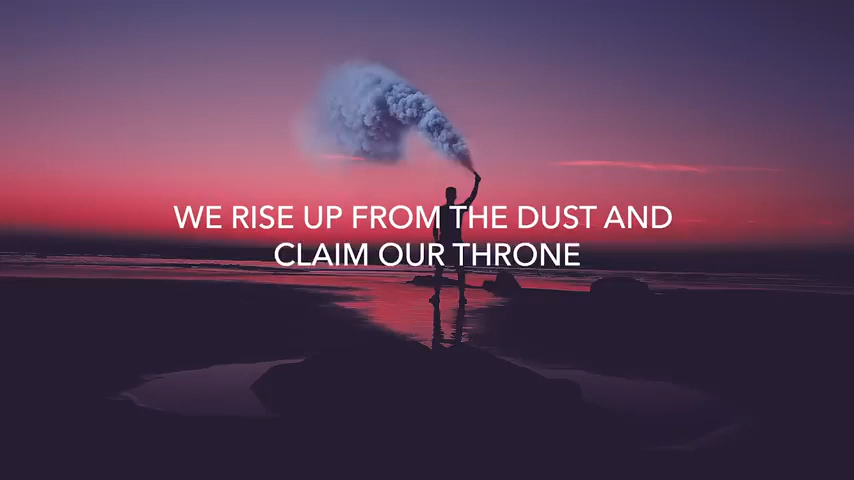 WE RISE UP FROM THE DUST AND
CLAIM OUR THRONE